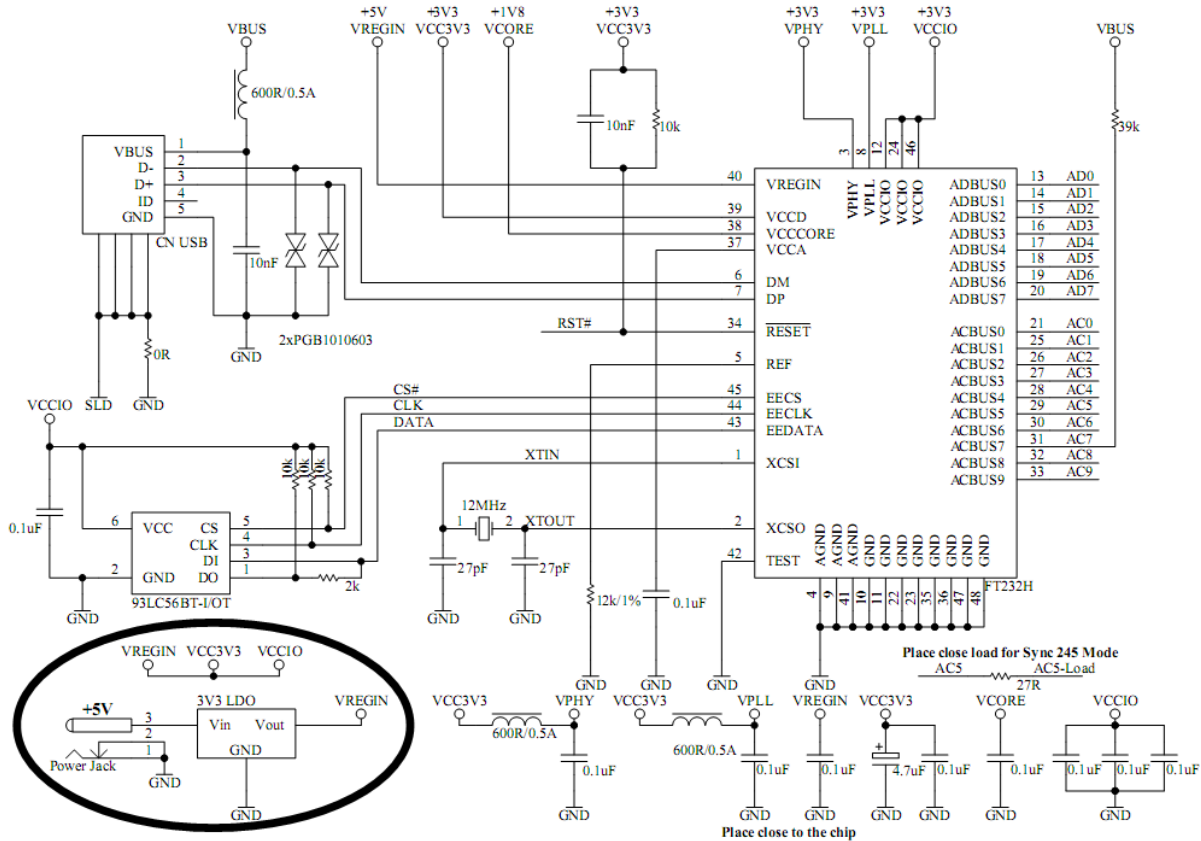 +5V +3V3 +1V8 +3V3 +3V3 +3V3 +3V3
VBUS VREGIN VCC3V3 VCORE VCC3V3 VPHY VPLL VCCIO VBUS
600R/0.5A
10nF 10k 39k
VBUS 1
D- 2
D+ 3
ID 4
GND 5
CN USB
10nF
2xPGB1010603
GND
0R
SLD GND
3 8 12 24 46
VPHY VPLL VCCIO VCCIO VCCIO
40 VREGIN
39 VCCD
38 VCCCORE
37 VCCA
6 DM
7 DP
RST# 34 RESET
5 REF
CS# 45 EECS
CLK 44 EECLK
DATA 43 EEDATA
XTIN 1 XCSI
XTOUT 2 XCSO
42 TEST
ADBUS0 13 AD0
ADBUS1 14 AD1
ADBUS2 15 AD2
ADBUS3 16 AD3
ADBUS4 17 AD4
ADBUS5 18 AD5
ADBUS6 19 AD6
ADBUS7 20 AD7
ACBUS0 21 AC0
ACBUS1 25 AC1
ACBUS2 26 AC2
ACBUS3 27 AC3
ACBUS4 28 AC4
ACBUS5 29 AC5
ACBUS6 30 AC6
ACBUS7 31 AC7
ACBUS8 32 AC8
ACBUS9 33 AC9
AGND AGND AGND GND GND GND GND GND GND GND GND
4 9 41 10 11 22 23 35 36 47 48
FT232H
VCCIO
0.1uF
10k 10k 10k
6 VCC CS 5
CLK 4
DI 3
2 GND DO 1
2k
93LC56BT-I/OT
GND
12MHz
1 2
27pF 27pF
GND GND
12k/1% 0.1uF
GND GND GND GND
Place close load for Sync 245 Mode
AC5 AC5-Load
27R
VREGIN VCC3V3 VCCIO
+5V
3V3 LDO
VREGIN
3 Vin Vout
2
1 GND
Power Jack
GND
GND
VCC3V3 VPHY
600R/0.5A
0.1uF
GND
VCC3V3 VPLL
600R/0.5A
0.1uF
GND
VREGIN
0.1uF
GND
VCC3V3
+
4.7uF 0.1uF
GND GND
VCORE
0.1uF
GND
VCCIO
0.1uF 0.1uF 0.1uF
GND
Place close to the chip